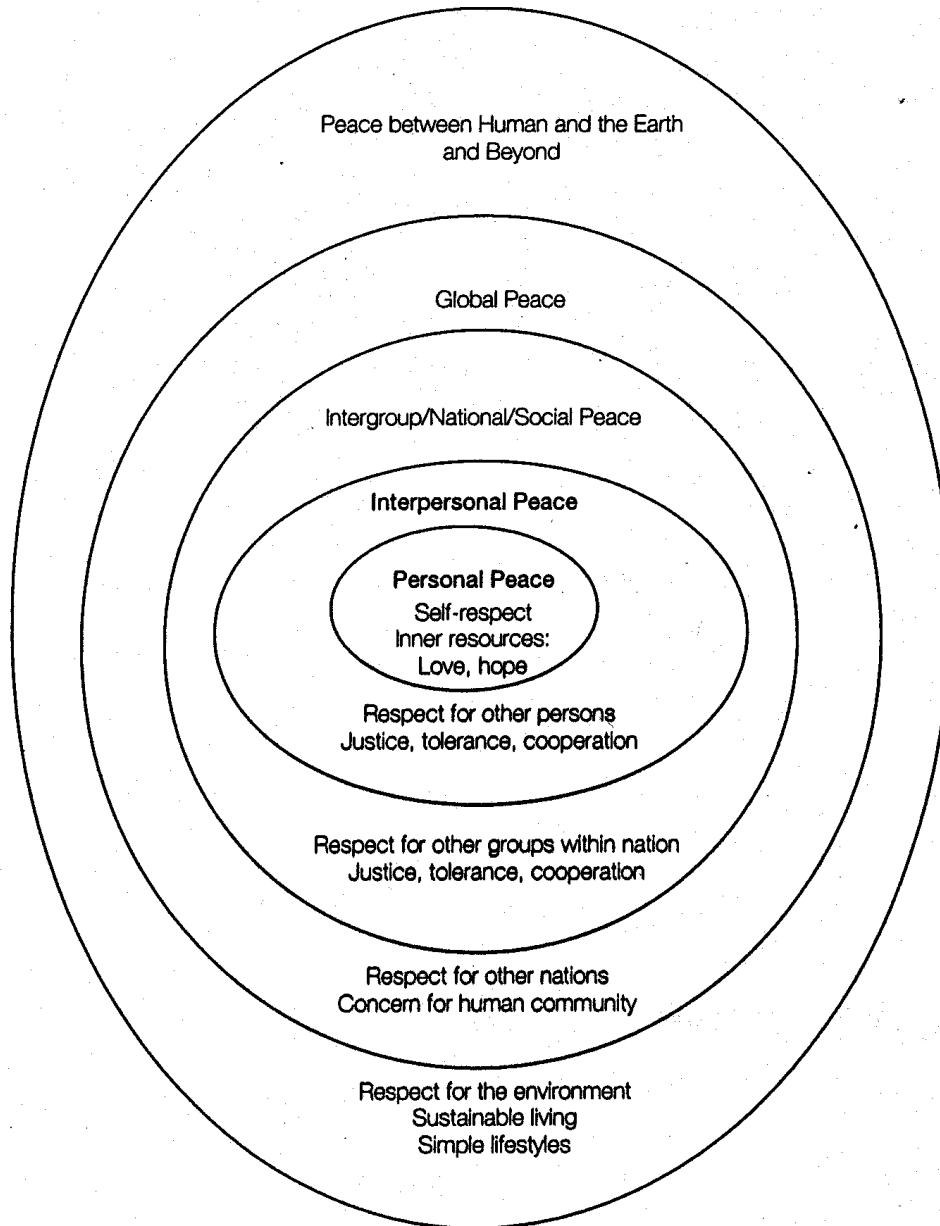 Peace between Human and the Earth
and Beyond
Global Peace
Intergroup/National/Social Peace
Interpersonal Peace
Personal Peace
Self-respect
Inner resources:
Love, hope
Respect for other persons
Justice, tolerance, cooperation
Respect for other groups within nation
Justice, tolerance, cooperation
Respect for other nations
Concern for human community
Respect for the environment
Sustainable living
Simple lifestyles